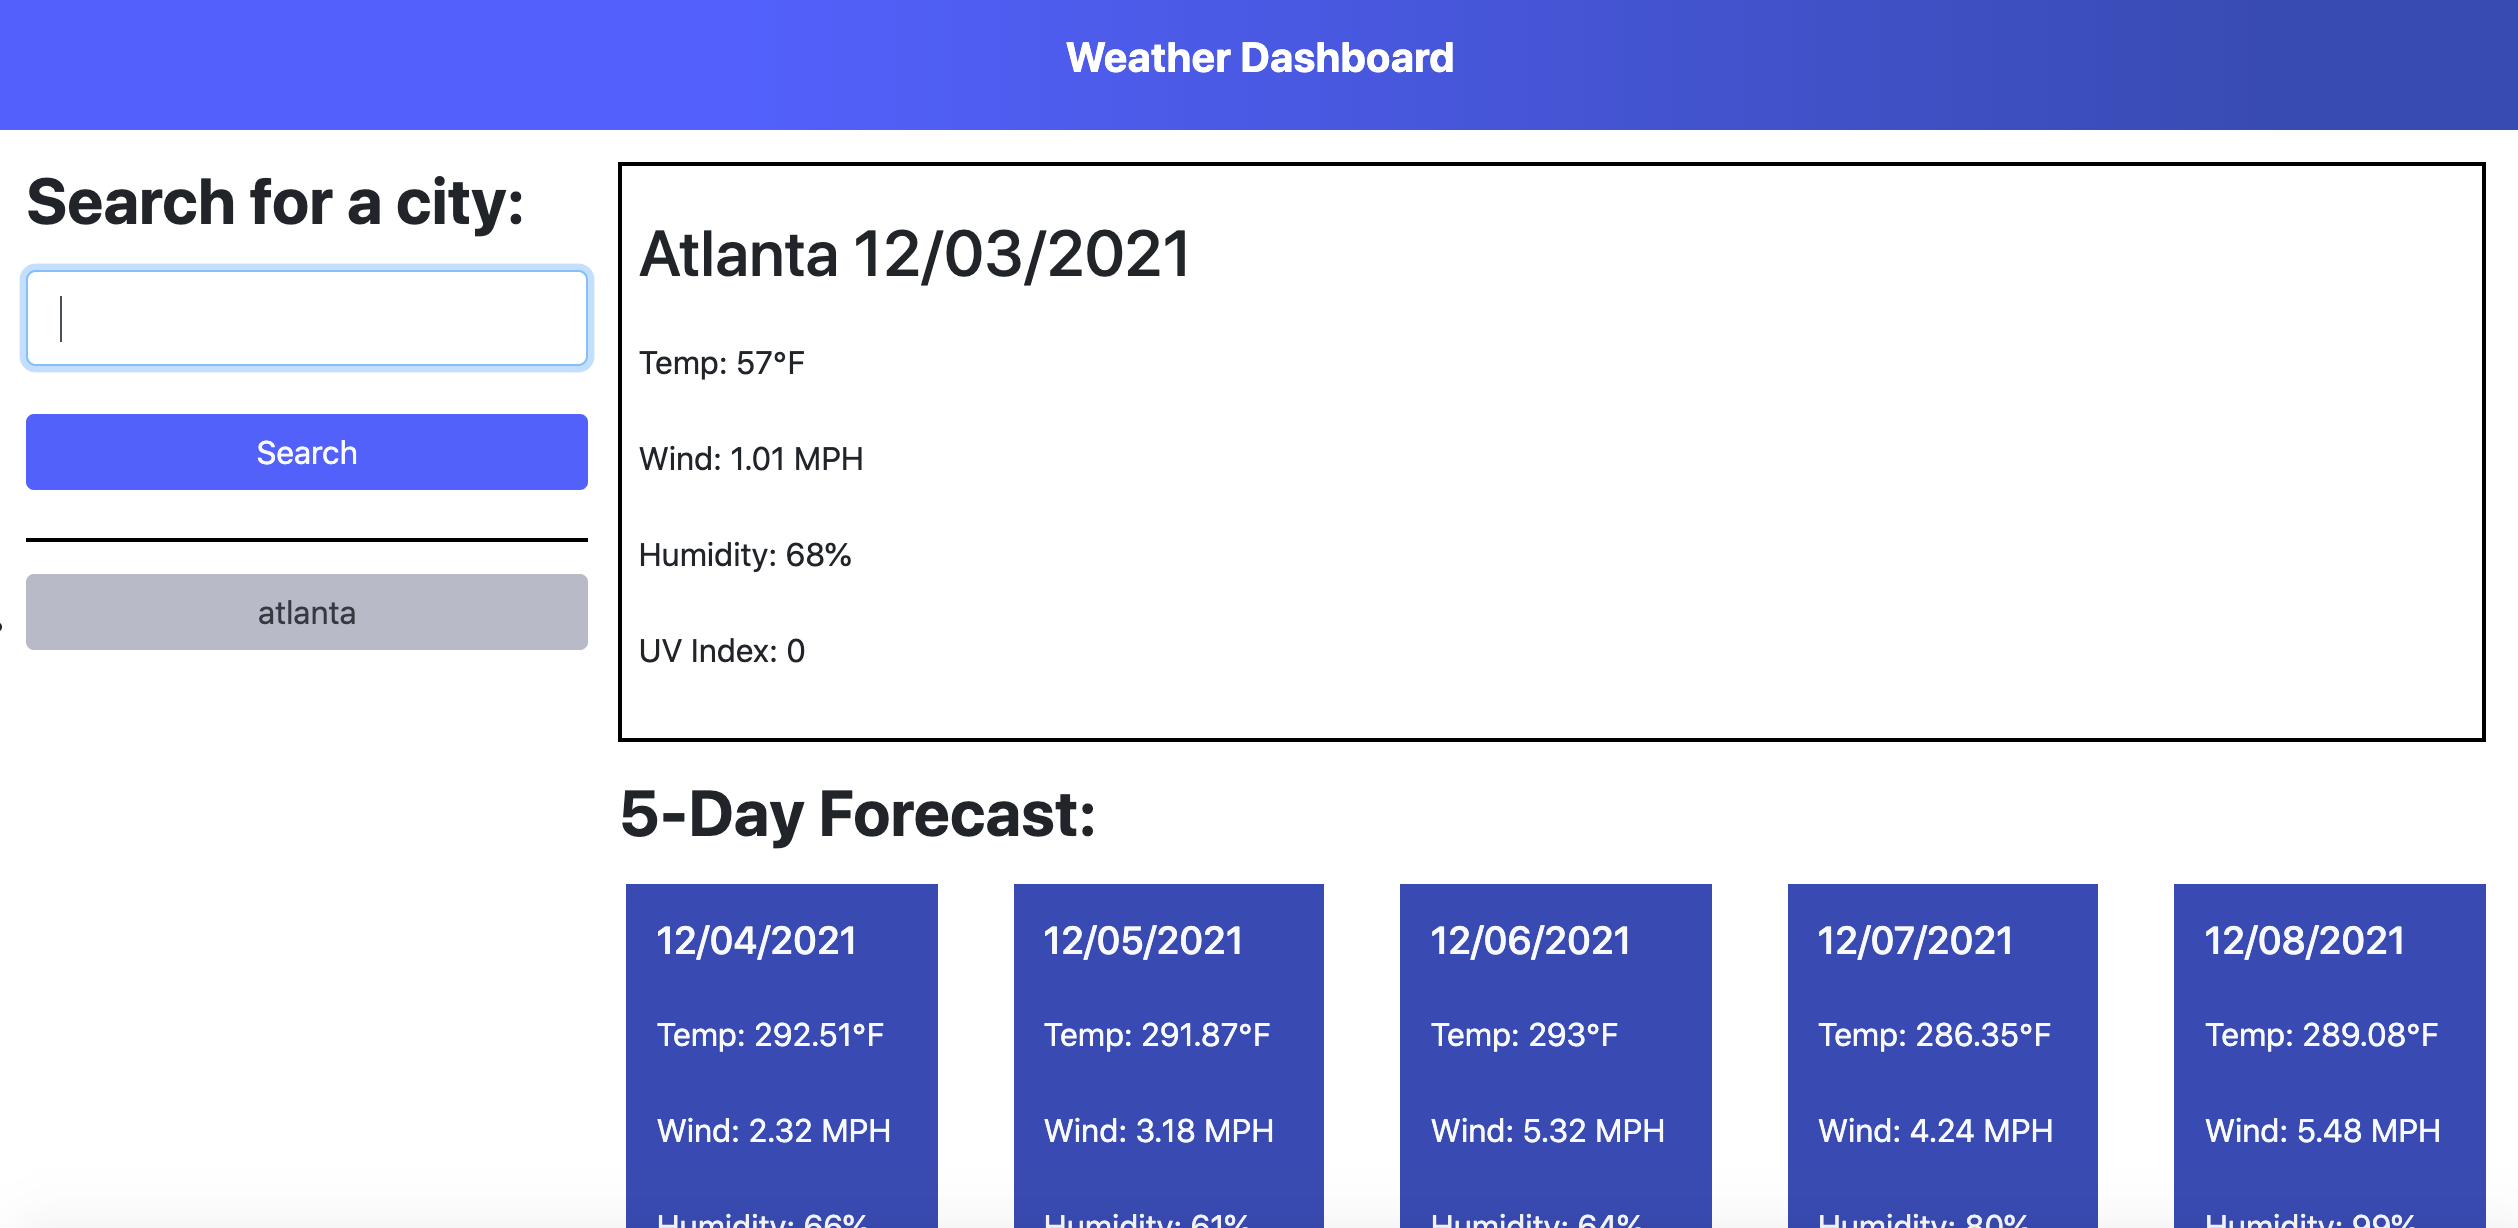 Weather Dashboard
Search for a city:
Search
atlanta
Atlanta 12/03/2021
Temp: 57°F
Wind: 1.01 MPH
Humidity: 68%
UV Index: 0
5-Day Forecast:
12/04/2021
Temp: 292.51°F
Wind: 2.32 MPH
Humidity: 66%
12/05/2021
Temp: 291.87°F
Wind: 3.18 MPH
Humidity: 61%
12/06/2021
Temp: 293°F
Wind: 5.32 MPH
Humidity: 64%
12/07/2021
Temp: 286.35°F
Wind: 4.24 MPH
Humidity: 80%
12/08/2021
Temp: 289.08°F
Wind: 5.48 MPH
Humidity: 99%